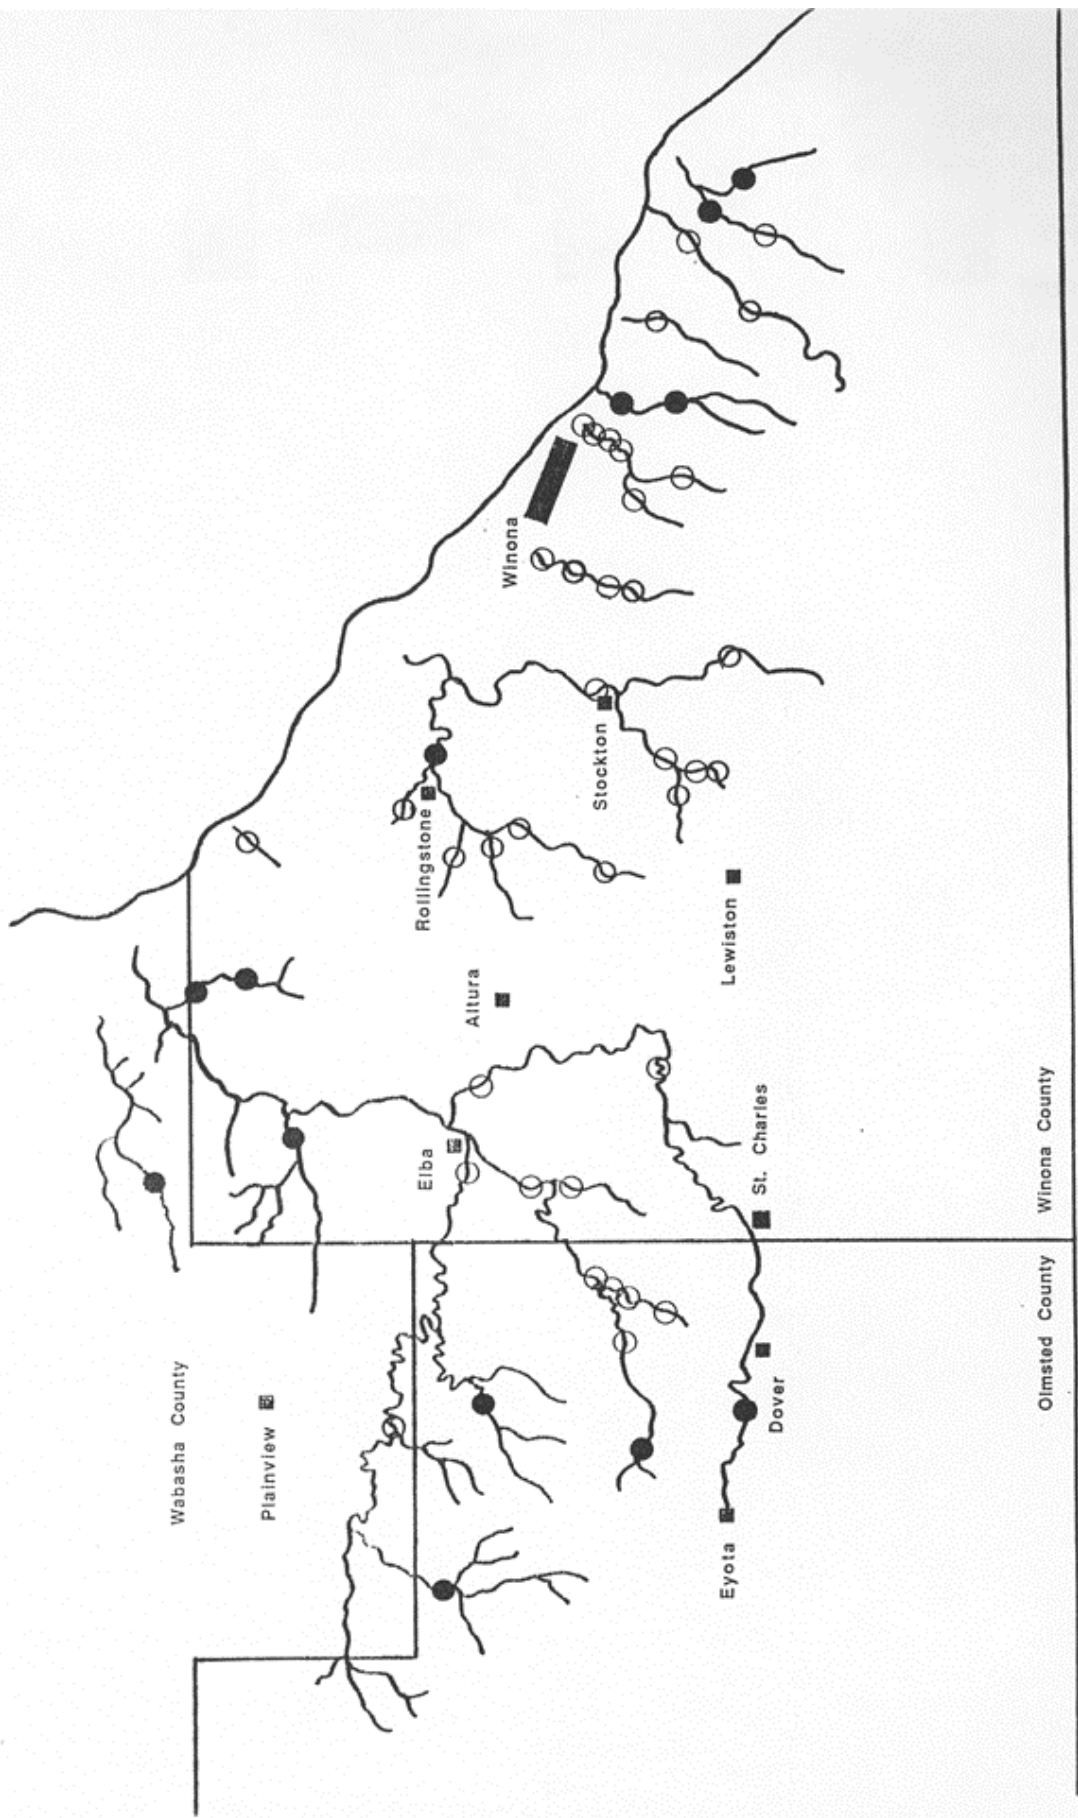 Wabasha County
Plainview
Elba
Altura
Rollingstone
Winona
Stockton
Lewiston
St. Charles
Dover
Eyota
Olmsted County
Winona County